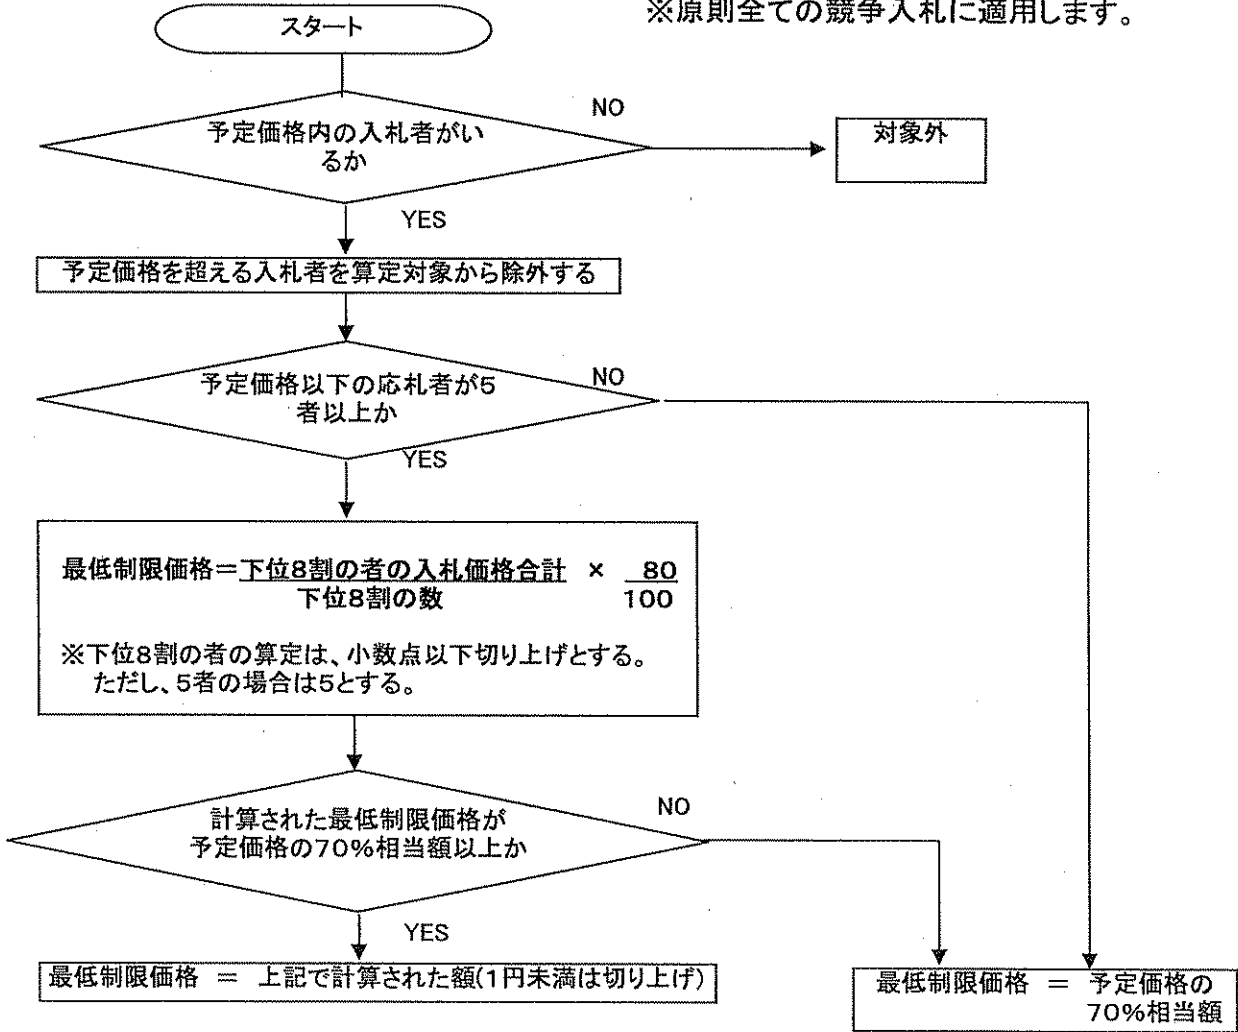 ※原則全ての競争入札に適用します。
スタート
予定価格内の入札者がい
るか
NO
対象外
YES
予定価格を超える入札者を算定対象から除外する
予定価格以下の応札者が5
者以上か
NO
YES
最低制限価格=下位8割の者の入札価格合計 × 80
下位8割の数 100
※下位8割の者の算定は、小数点以下切り上げとする。
ただし、5者の場合は5とする。
計算された最低制限価格が
予定価格の70%相当額以上か
NO
YES
最低制限価格 = 上記で計算された額(1円未満は切り上げ)
最低制限価格 = 予定価格の
70%相当額